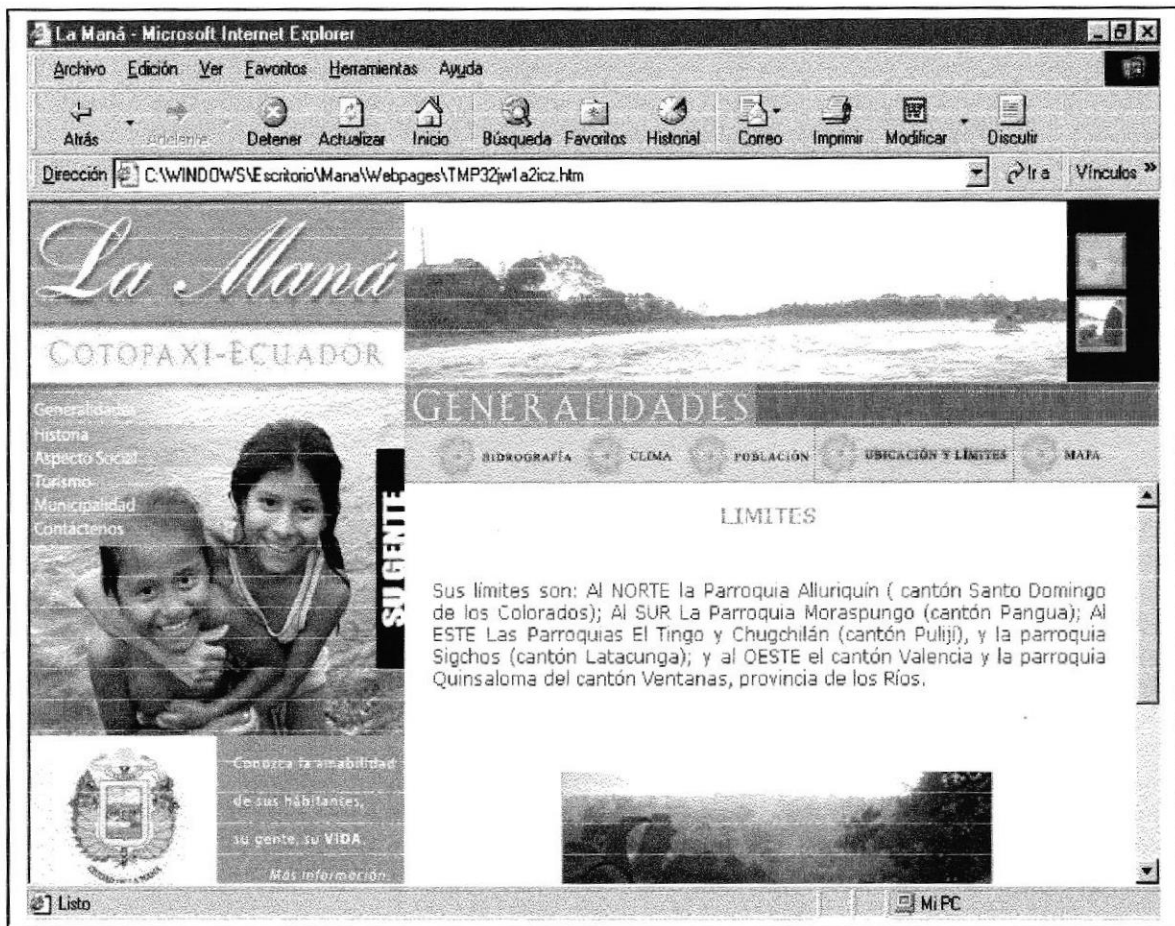 La Maná - Microsoft Internet Explorer
Archivo Edición Ver Favoritos Herramientas Ayuda
Atrás Adelante Detener Actualizar Inicio Búsqueda Favoritos Historial Correo Imprimir Modificar Discutir
Dirección C:\WINDOWS\Escritorio\Mana\Webpages\TMP32jw1a2icz.htm Ir a Vínculos »
La Maná
COTOPAXI-ECUADOR
Generalidades
Historia
Aspecto Social
Turismo
Municipalidad
Contáctenos
SU GENTE
GENERALIDADES
HIDROGRAFÍA CLIMA POBLACIÓN UBICACIÓN Y LÍMITES MAPA
LIMITES
Sus límites son: Al NORTE la Parroquia Alluriquín ( cantón Santo Domingo
de los Colorados); Al SUR La Parroquia Moraspungo (cantón Pangua); Al
ESTE Las Parroquias El Tingo y Chugchilán (cantón Pulijí), y la parroquia
Sigchos (cantón Latacunga); y al OESTE el cantón Valencia y la parroquia
Quinsaloma del cantón Ventanas, provincia de los Ríos.
Conozca la amabilidad
de sus habitantes,
su gente, su VIDA.
Más información.
CIUDAD DE LA MANÁ
Listo Mi PC